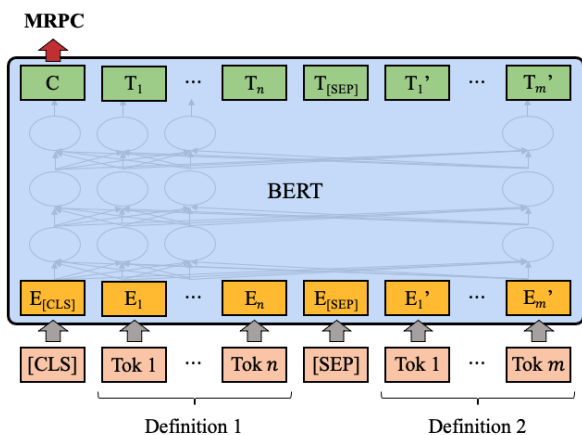 MRPC
C T₁ ... Tₙ T[SEP] T₁' ... Tₘ'
BERT
E[CLS] E₁ ... Eₙ E[SEP] E₁' ... Eₘ'
[CLS] Tok 1 ... Tok n [SEP] Tok 1 ... Tok m
Definition 1 Definition 2